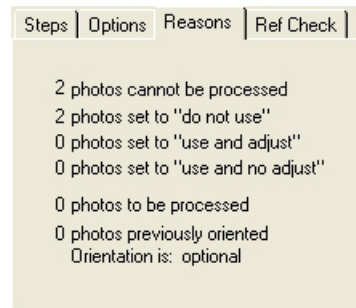 Steps Options Reasons Ref Check
2 photos cannot be processed
2 photos set to "do not use"
0 photos set to "use and adjust"
0 photos set to "use and no adjust"
0 photos to be processed
0 photos previously oriented
Orientation is: optional